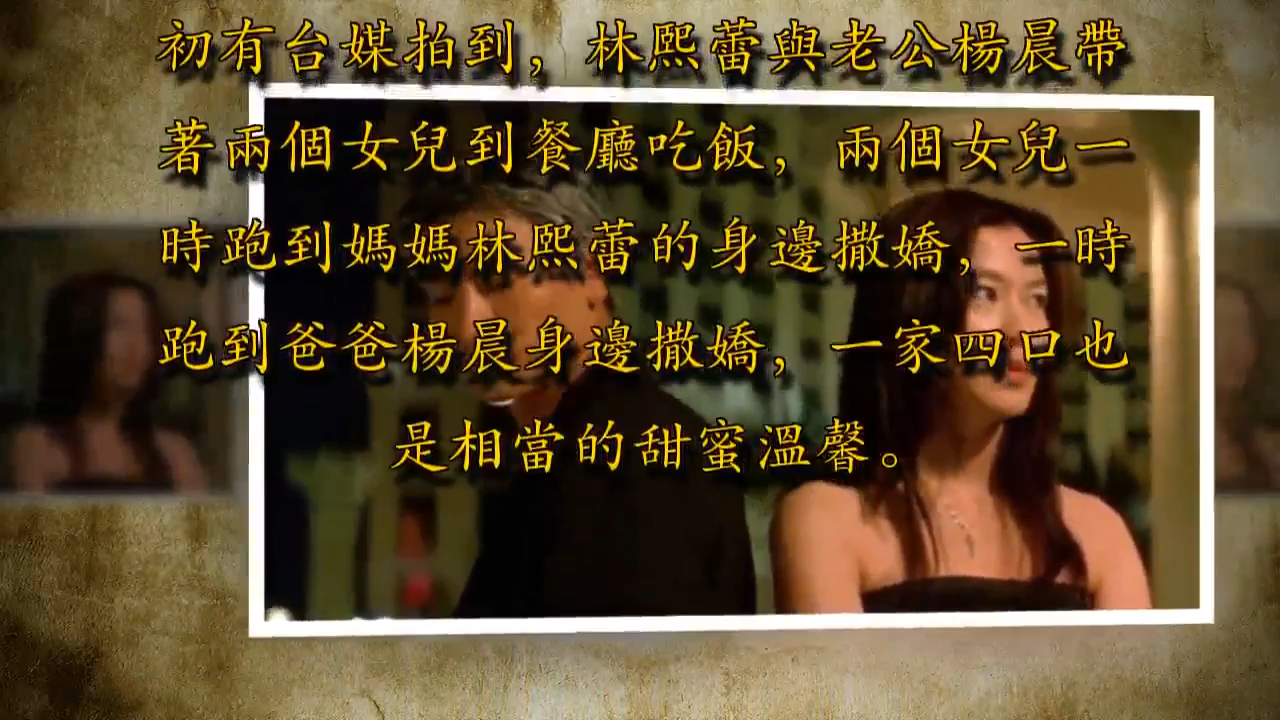 初有台媒拍到，林熙蕾與老公楊晨帶
著兩個女兒到餐廳吃飯，兩個女兒一
時跑到媽媽林熙蕾的身邊撒嬌，一時
跑到爸爸楊晨身邊撒嬌，一家四口也
是相當的甜蜜溫馨。